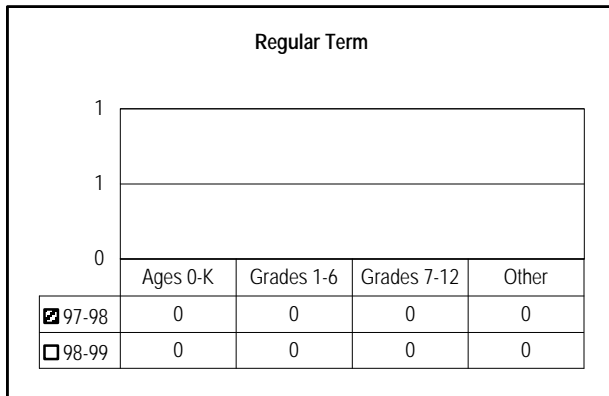 Regular Term
1
1
0
Ages 0-K Grades 1-6 Grades 7-12 Other
97-98 0 0 0 0
98-99 0 0 0 0